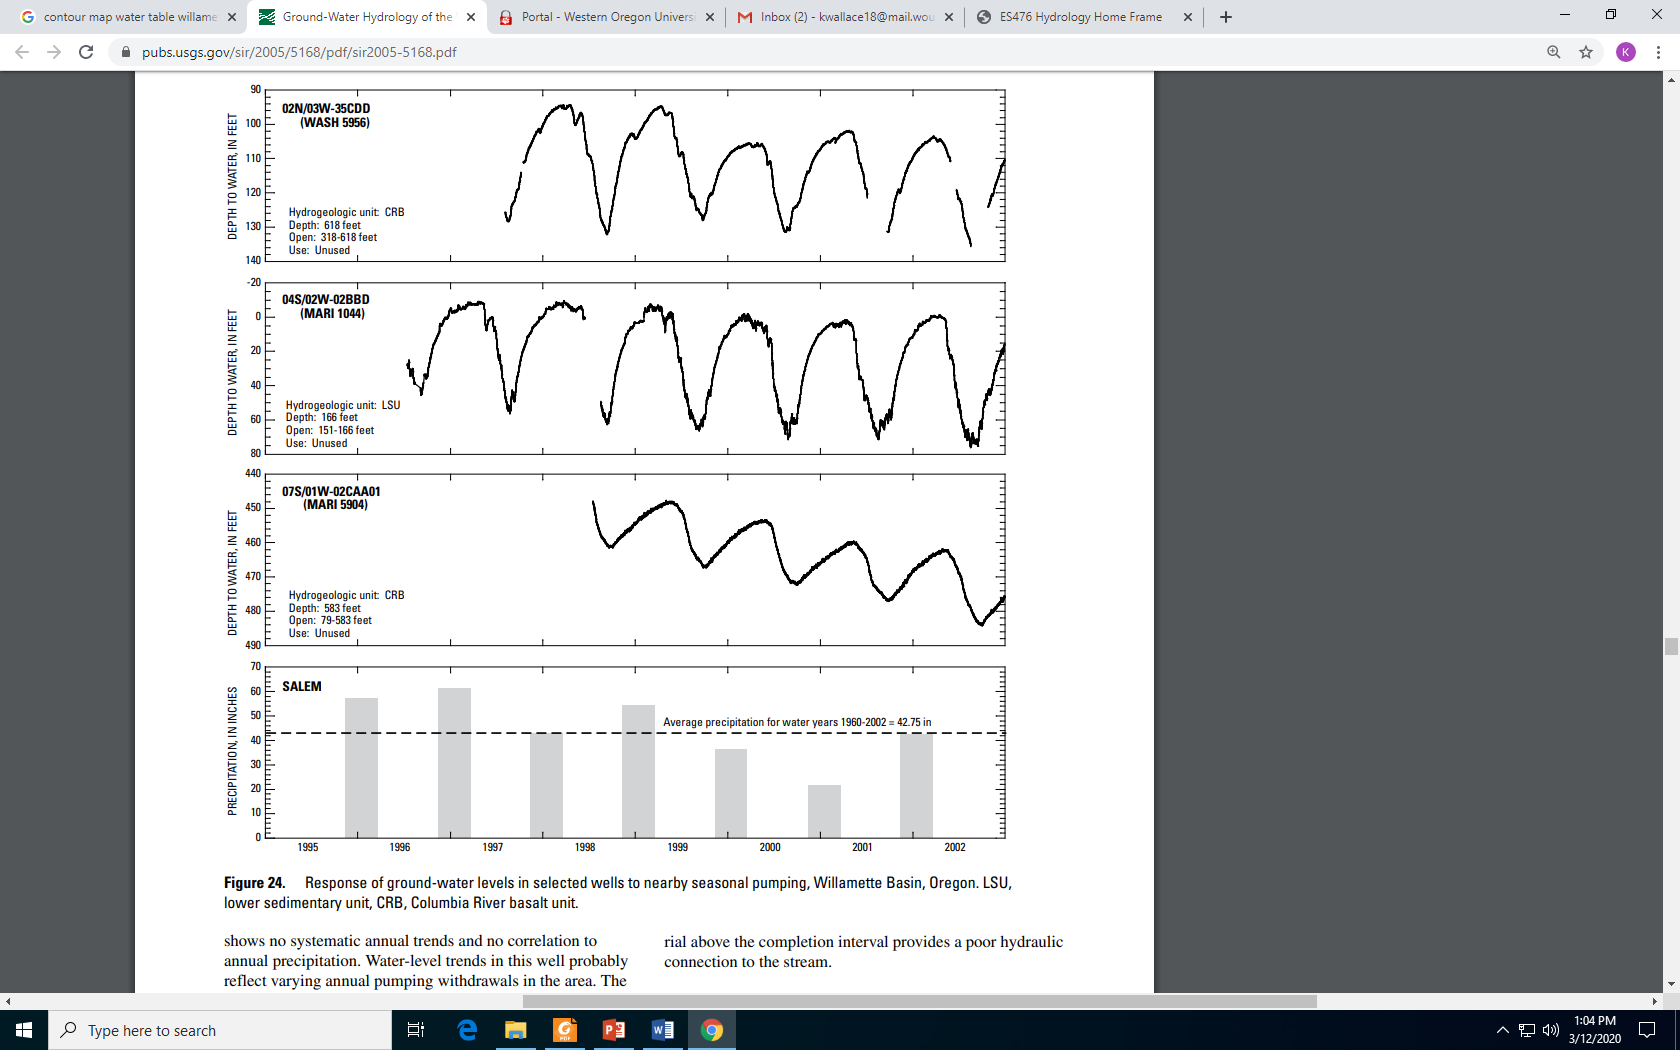 contour map water table willame
Ground-Water Hydrology of the
Portal - Western Oregon Universi
Inbox (2) - kwallace18@mail.wou
ES476 Hydrology Home Frame
pubs.usgs.gov/sir/2005/5168/pdf/sir2005-5168.pdf
K
DEPTH TO WATER, IN FEET
90
100
110
120
130
140
02N/03W-35CDD
(WASH 5956)
Hydrogeologic unit: CRB
Depth: 618 feet
Open: 318-618 feet
Use: Unused
DEPTH TO WATER, IN FEET
-20
0
20
40
60
80
04S/02W-02BBD
(MARI 1044)
Hydrogeologic unit: LSU
Depth: 166 feet
Open: 151-166 feet
Use: Unused
DEPTH TO WATER, IN FEET
440
450
460
470
480
490
07S/01W-02CAA01
(MARI 5904)
Hydrogeologic unit: CRB
Depth: 583 feet
Open: 79-583 feet
Use: Unused
PRECIPITATION, IN INCHES
70
60
50
40
30
20
10
0
SALEM
Average precipitation for water years 1960-2002 = 42.75 in
1995 1996 1997 1998 1999 2000 2001 2002
Figure 24. Response of ground-water levels in selected wells to nearby seasonal pumping, Willamette Basin, Oregon. LSU,
lower sedimentary unit, CRB, Columbia River basalt unit.
shows no systematic annual trends and no correlation to
annual precipitation. Water-level trends in this well probably
reflect varying annual pumping withdrawals in the area. The
rial above the completion interval provides a poor hydraulic
connection to the stream.
Type here to search
1:04 PM
3/12/2020